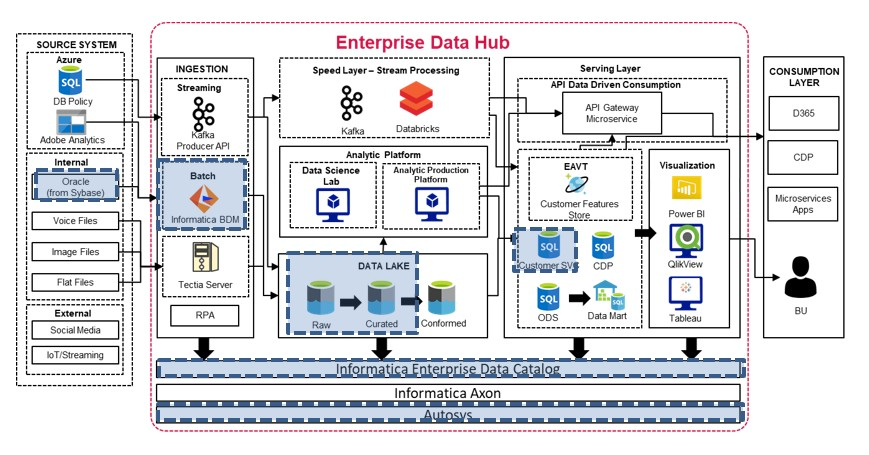 Enterprise Data Hub
SOURCE SYSTEM
Azure
SQL
DB Policy
Adobe Analytics
Internal
Oracle
(from Sybase)
Voice Files
Image Files
Flat Files
External
Social Media
IoT/Streaming
INGESTION
Streaming
Kafka
Producer API
Batch
Informatica BDM
Tectia Server
RPA
Speed Layer – Stream Processing
Kafka
Databricks
Analytic Platform
Data Science
Lab
Analytic Production
Platform
DATA LAKE
Raw
Curated
Conformed
Serving Layer
API Data Driven Consumption
API Gateway
Microservice
EAVT
Customer Features
Store
SQL
Customer SVC
SQL
CDP
SQL
ODS
SQL
Data Mart
Visualization
Power BI
QlikView
Tableau
CONSUMPTION
LAYER
D365
CDP
Microservices
Apps
BU
Informatica Enterprise Data Catalog
Informatica Axon
Autosys